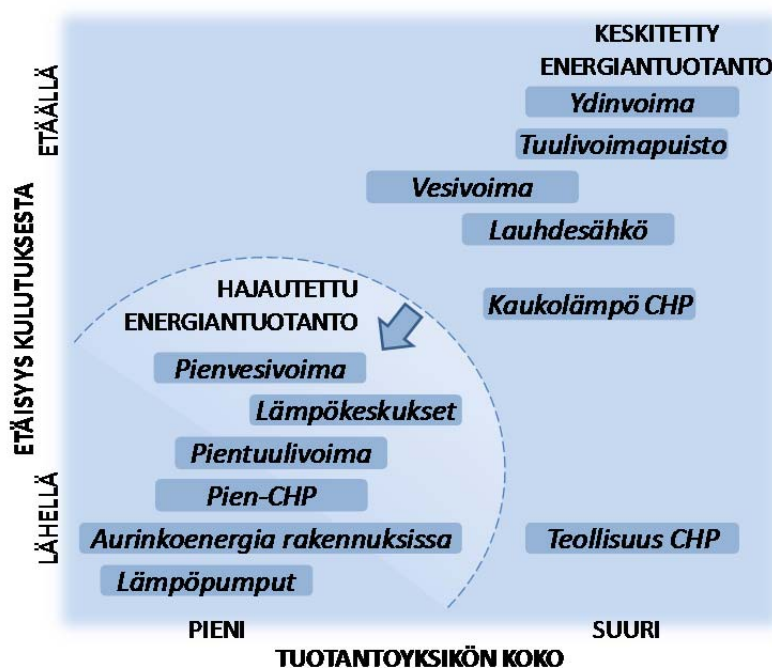 KESKITETTY
ENERGIANTUOTANTO
Ydinvoima
Tuulivoimapuisto
Vesivoima
Lauhdesähkö
Kaukolämpö CHP
HAJAUTETTU
ENERGIANTUOTANTO
Pienvesivoima
Lämpökeskukset
Pientuulivoima
Pien-CHP
Aurinkoenergia rakennuksissa
Teollisuus CHP
Lämpöpumput
ETÄÄLLÄ
ETÄISYYS KULUTUKSESTA
LÄHELLÄ
PIENI
SUURI
TUOTANTOYKSIKÖN KOKO